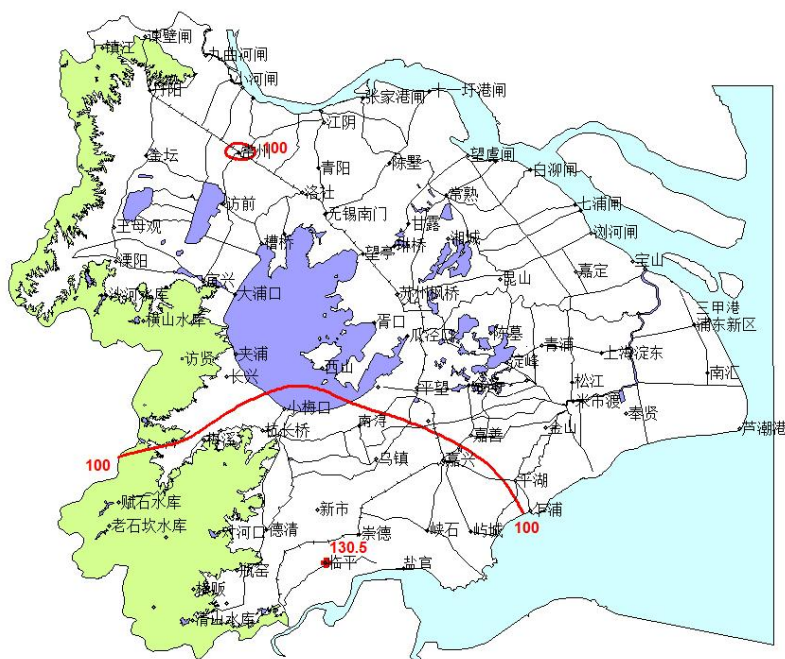 镇江
谏壁闸
九曲河闸
小河闸
丹阳
张家港闸
十一圩港闸
江阴
金坛
常州
100
青阳
陈墅
望虞闸
白茆闸
洛社
常熟
坊前
无锡南门
甘露
七浦闸
浏河闸
王母观
漕桥
望亭
琳桥
湘城
溧阳
宜兴
昆山
嘉定
宝山
沙河水库
大浦口
苏州枫桥
三甲港
横山水库
胥口
瓜泾口
陈墓
浦东新区
访贤
夹浦
西山
淀峰
青浦
上海淀东
长兴
平望
松江
南汇
小梅口
米市渡
奉贤
杭长桥
南浔
嘉善
金山
芦潮港
梅溪
100
乌镇
嘉兴
平湖
赋石水库
新市
乍浦
老石坎水库
对河口
德清
崇德
硖石
屿城
100
130.5
临平
盐官
瓶窑
桥贩
青山水库